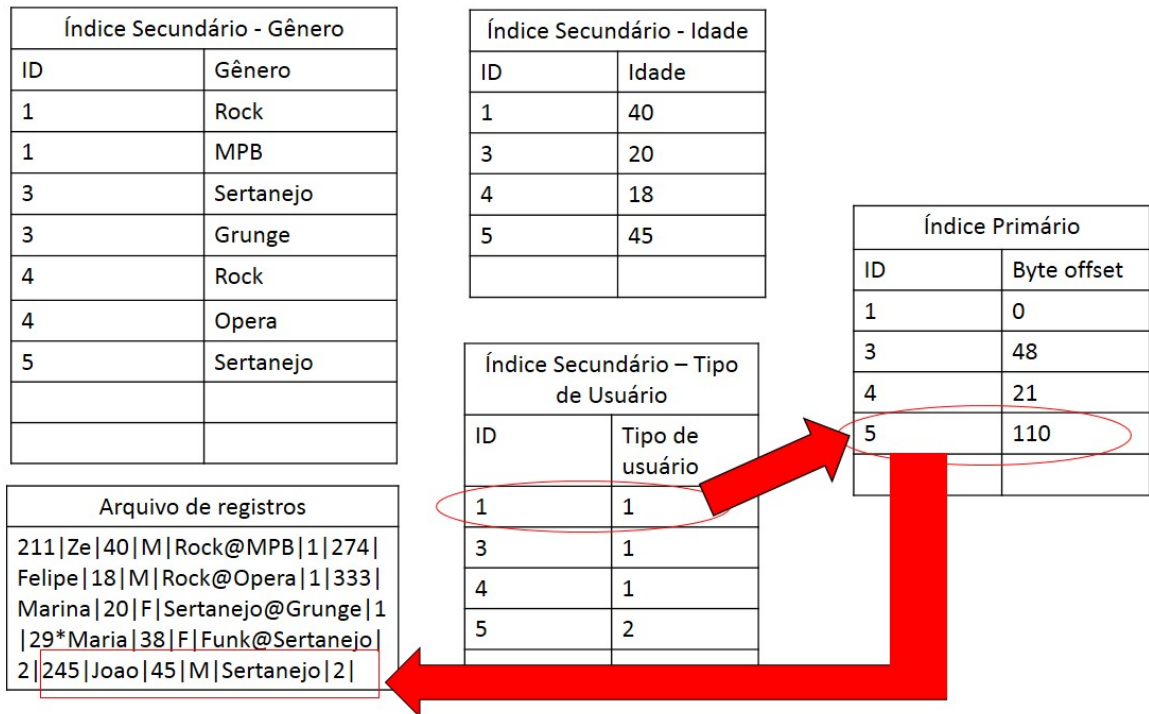 Índice Secundário - Gênero
ID Gênero
1 Rock
1 MPB
3 Sertanejo
3 Grunge
4 Rock
4 Opera
5 Sertanejo
Índice Secundário - Idade
ID Idade
1 40
3 20
4 18
5 45
Índice Primário
ID Byte offset
1 0
3 48
4 21
5 110
Índice Secundário – Tipo
de Usuário
ID Tipo de
usuário
1 1
3 1
4 1
5 2
Arquivo de registros
211|Ze|40|M|Rock@MPB|1|274|
Felipe|18|M|Rock@Opera|1|333|
Marina|20|F|Sertanejo@Grunge|1
|29*Maria|38|F|Funk@Sertanejo|
2|245|Joao|45|M|Sertanejo|2|